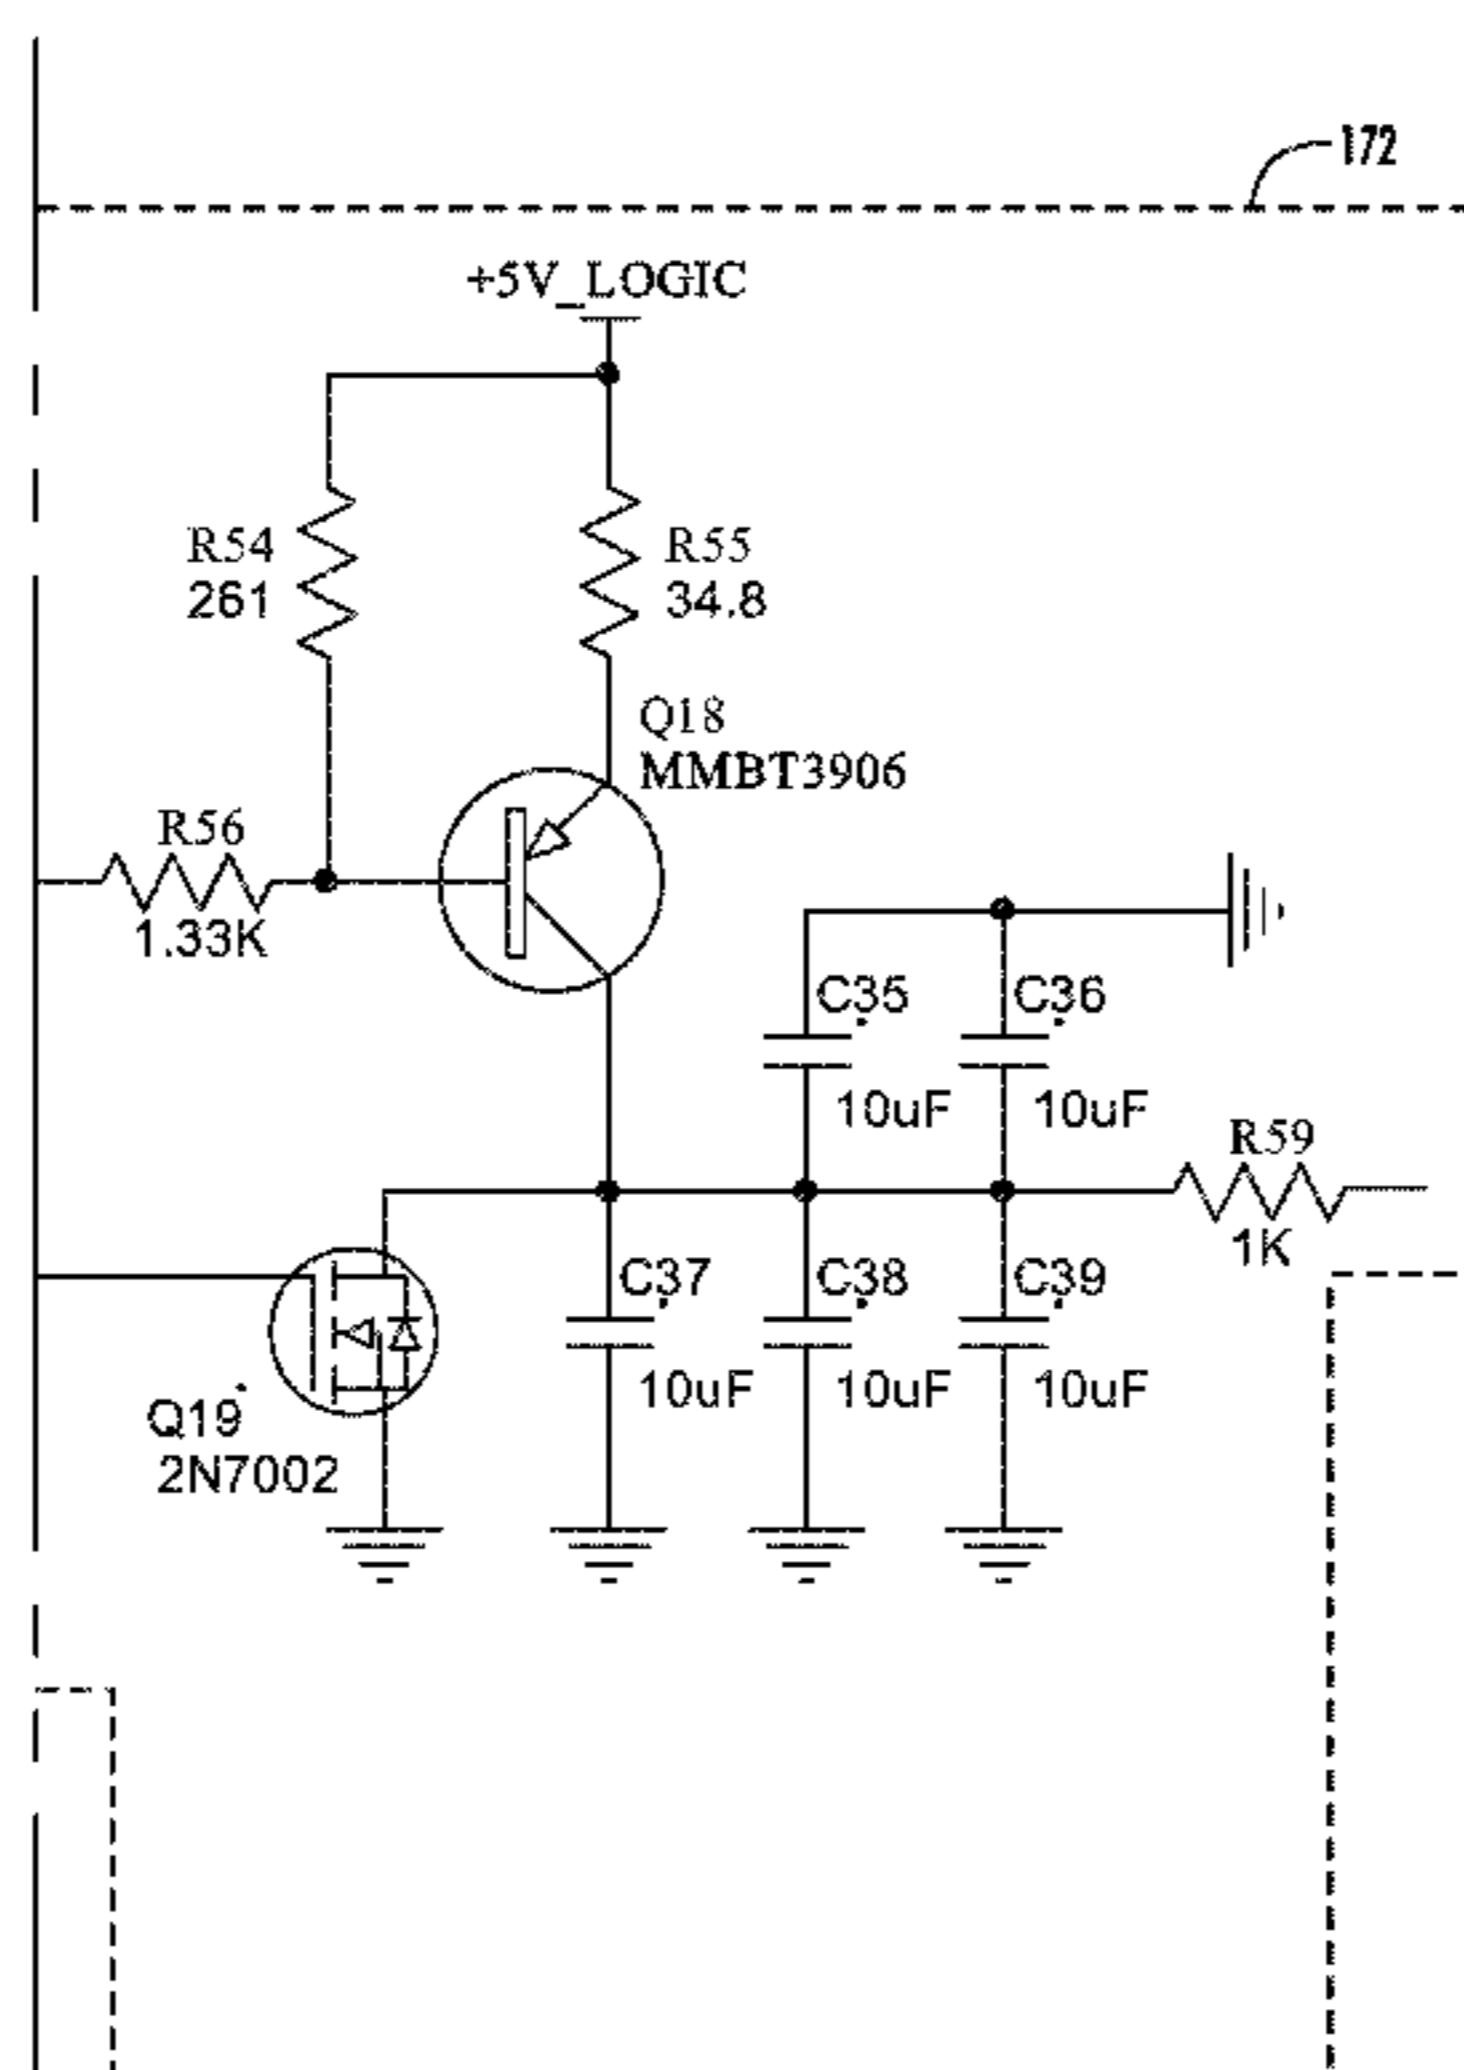 172
+5V_LOGIC
R54
261
R55
34.8
Q18
MMBT3906
R56
1.33K
C35
10uF
C36
10uF
R59
1K
C37
10uF
C38
10uF
C39
10uF
Q19
2N7002